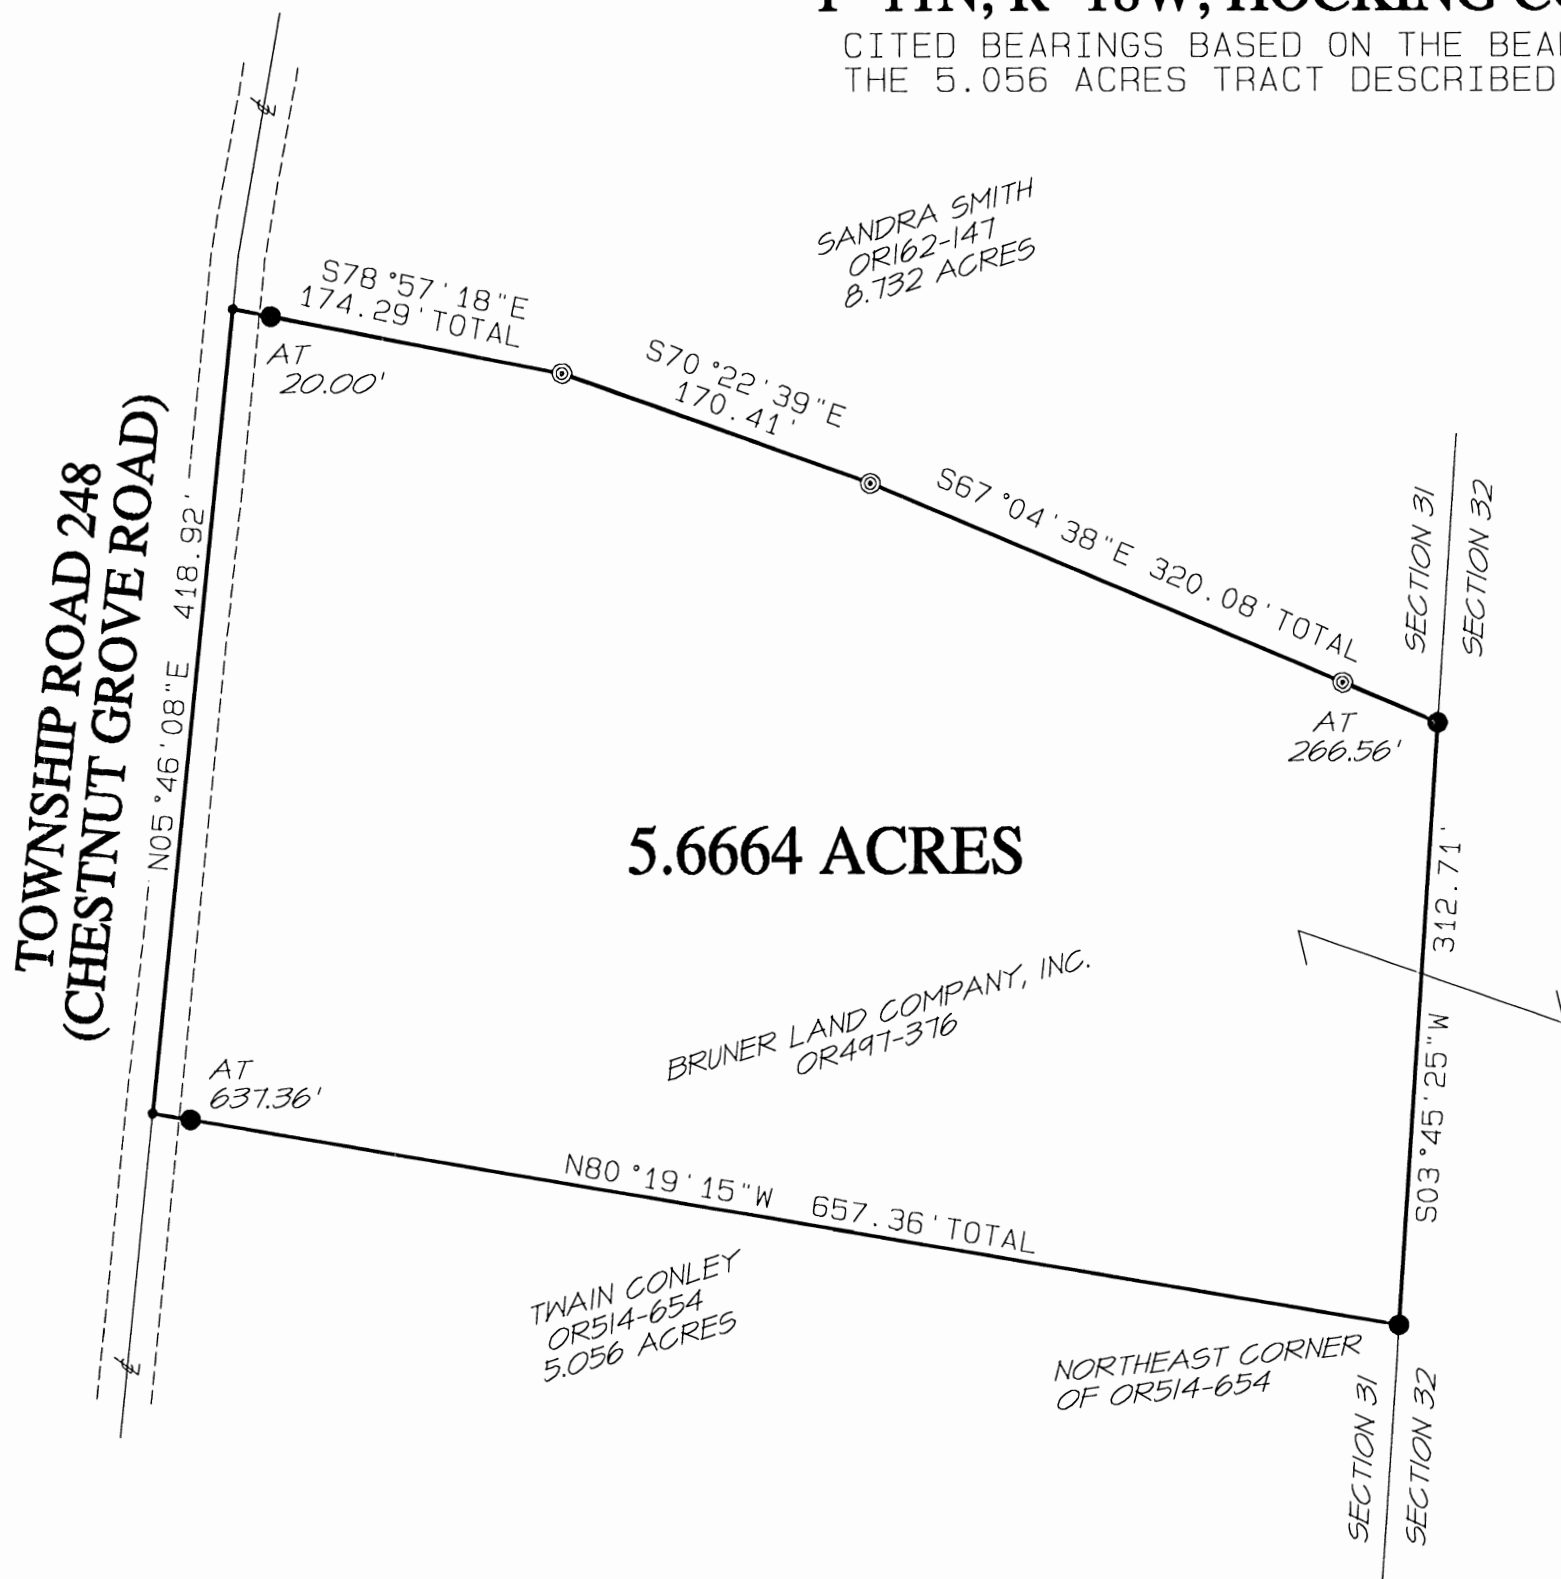 CITED BEARINGS BASED ON THE
THE 5.056 ACRES TRACT DESCRIBED
SANDRA SMITH
OR162-147
8.732 ACRES
S78°57'18"E
174.29' TOTAL
AT
20.00'
S70°22'39"E
170.41'
S67°04'38"E 320.08' TOTAL
SECTION 31
SECTION 32
AT
266.56'
TOWNSHIP ROAD 248
(CHESTNUT GROVE ROAD)
N05°46'08"E 418.92'
5.6664 ACRES
S03°45'25"W 312.71'
BRUNER LAND COMPANY, INC.
OR497-376
AT
637.36'
N80°19'15"W 657.36' TOTAL
TWAIN CONLEY
OR514-654
5.056 ACRES
NORTHEAST CORNER
OF OR514-654
SECTION 31
SECTION 32